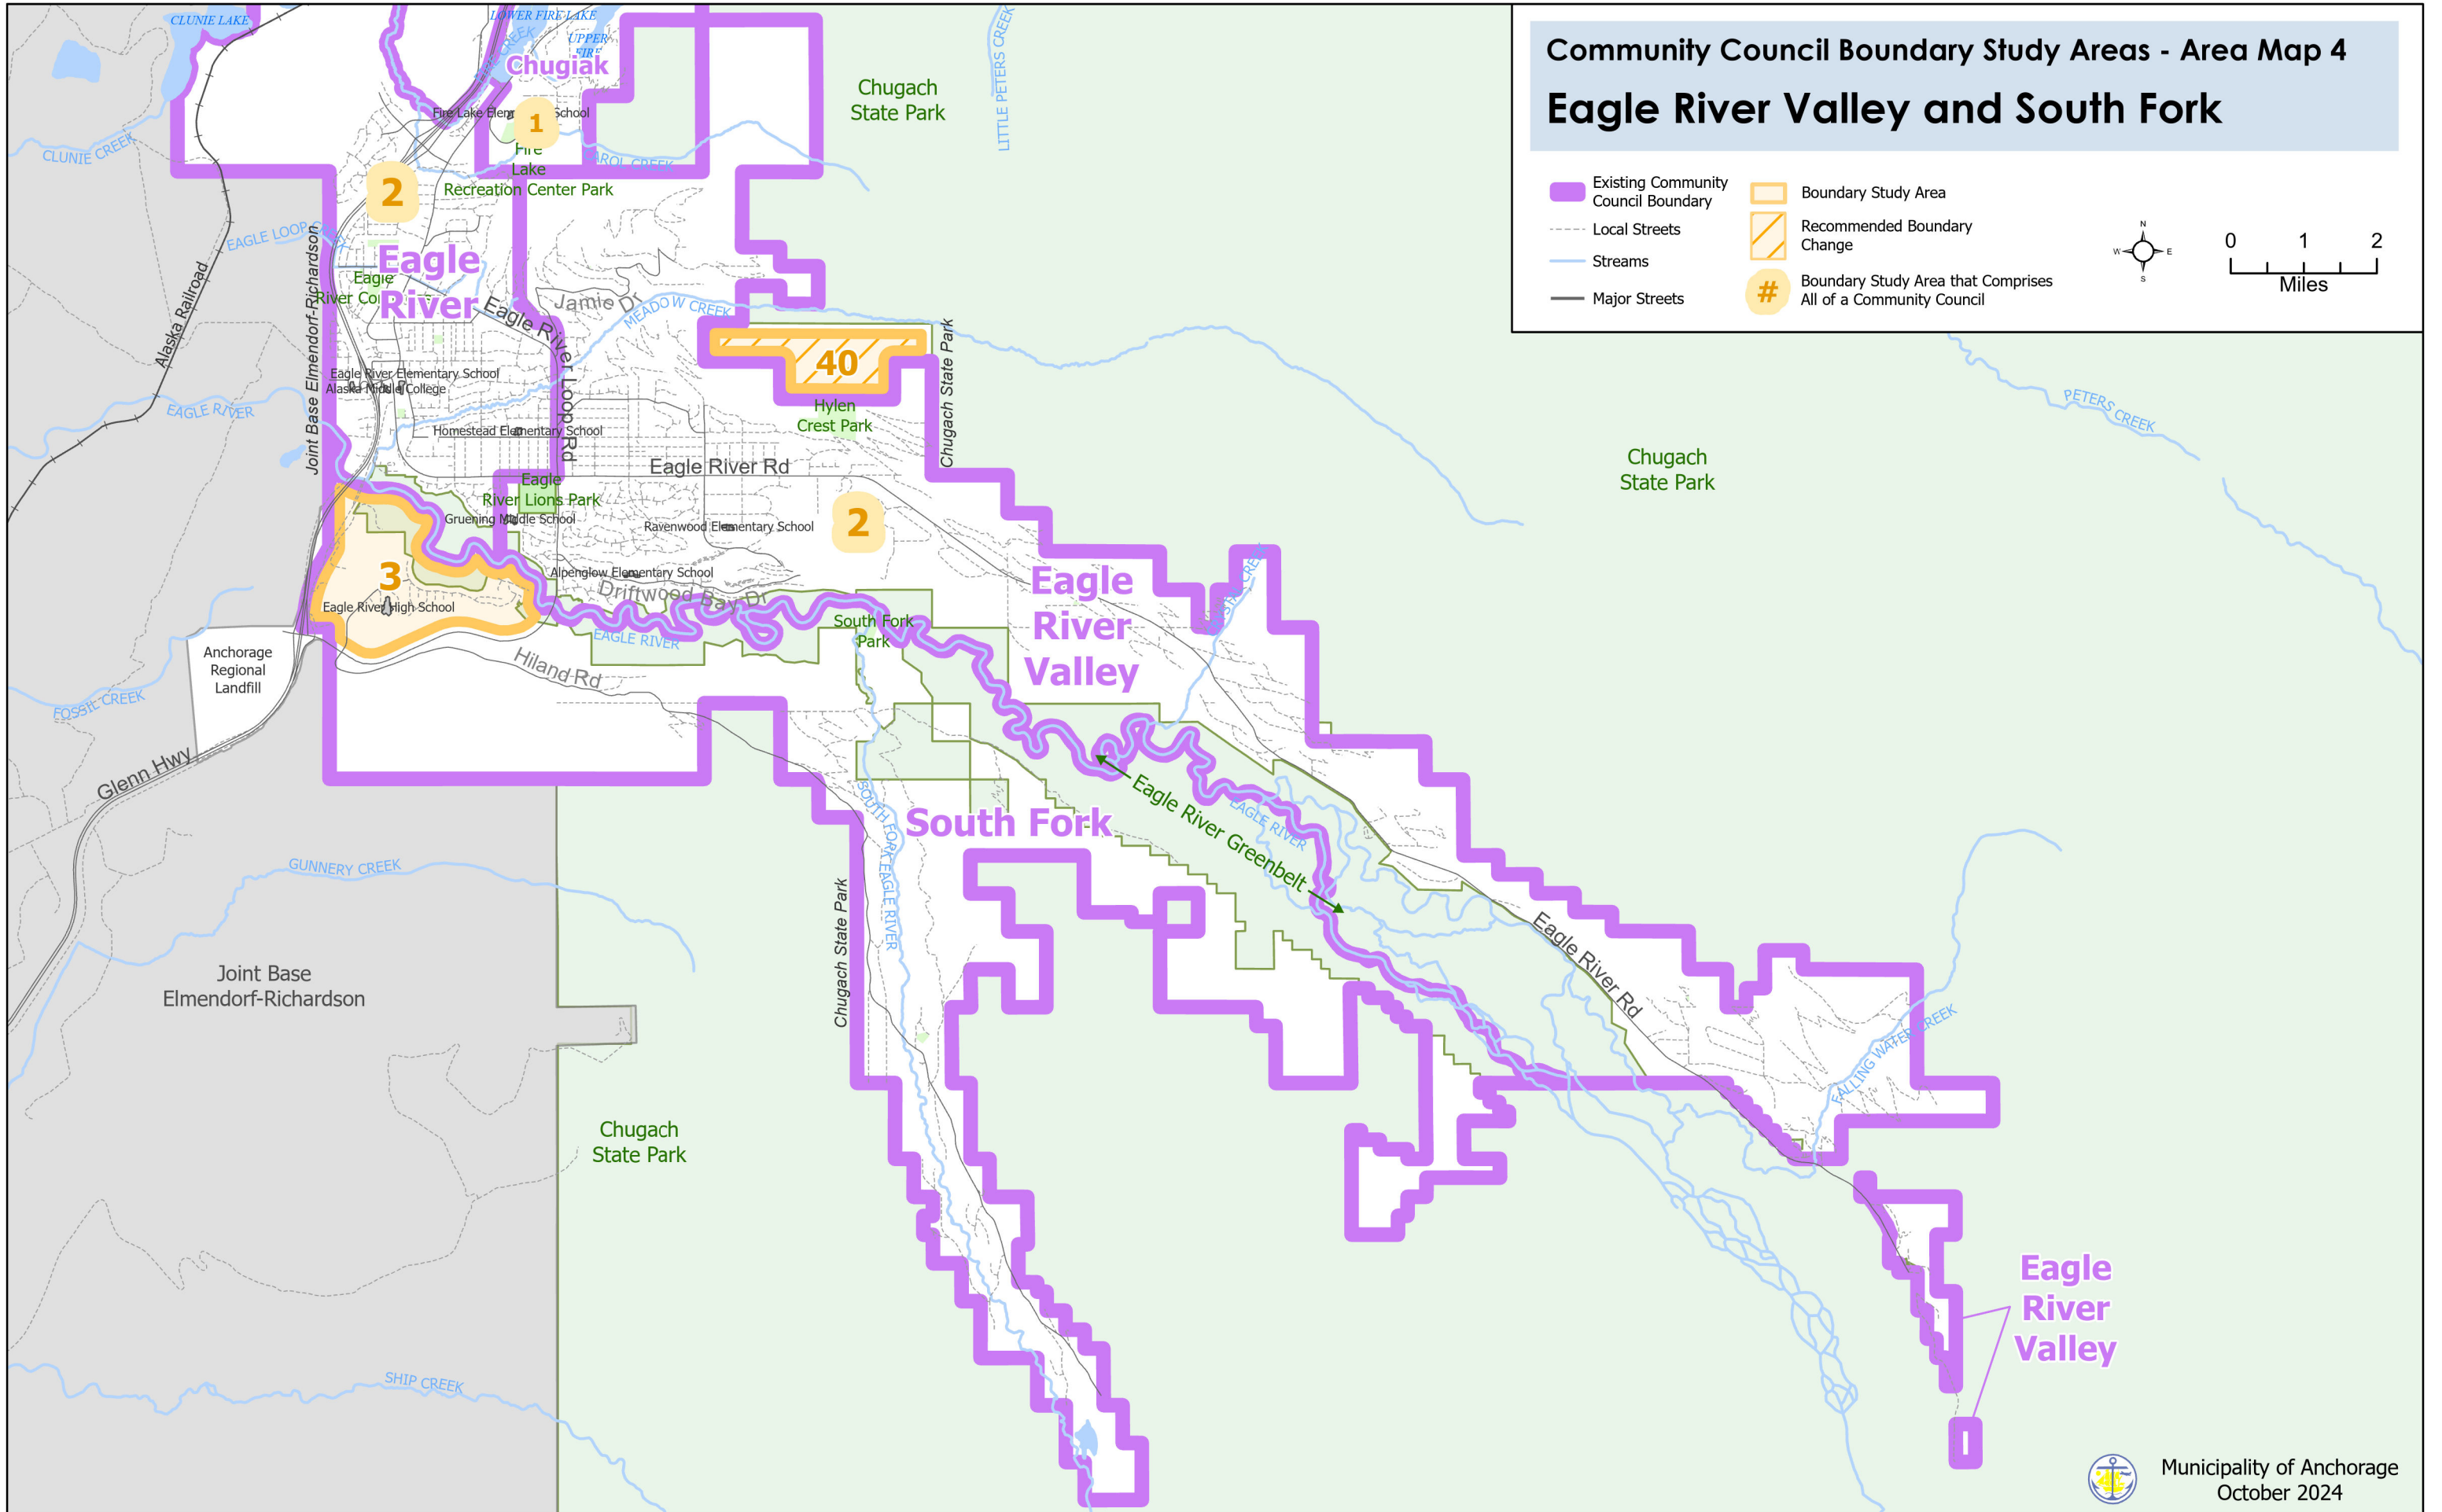 Community Council Boundary Study Areas - Area Map 4
Eagle River Valley and South Fork
Existing Community
Council Boundary
Local Streets
Streams
Major Streets
Boundary Study Area
Recommended Boundary
Change
#
Boundary Study Area that Comprises
All of a Community Council
N
W
E
S
0
1
2
Miles
CLUNIE LAKE
LOWER FIRE LAKE
UPPER
FIRE
CREEK
Chugiak
Chugach
State Park
LITTLE PETERS CREEK
Fire Lake Elem
School
1
Fire
Lake
Recreation Center Park
CAROL CREEK
CLUNIE CREEK
2
EAGLE LOOP
Eagle
River
Eagle
River Co
Jamie Dr
MEADOW CREEK
Eagle River Loop Rd
Alaska Railroad
Joint Base Elmendorf-Richardson
Chugach State Park
40
Eagle River Elementary School
Alaska Middle College
EAGLE RIVER
Hylen
Crest Park
PETERS CREEK
Homestead Elementary School
Eagle River Rd
Chugach
State Park
Eagle
River Lions Park
Gruening Middle School
Ravenwood Elementary School
2
3
Alpenglow Elementary School
Driftwood Bay Dr
Eagle River High School
Eagle
River
Valley
South Fork
Park
EAGLE RIVER
Hiland Rd
Anchorage
Regional
Landfill
FOSSIL CREEK
Glenn Hwy
South Fork
SOUTH FORK EAGLE RIVER
Eagle River Greenbelt
EAGLE RIVER
GUNNERY CREEK
Chugach State Park
Eagle River Rd
Joint Base
Elmendorf-Richardson
FALLING WATER CREEK
Chugach
State Park
Eagle
River
Valley
SHIP CREEK
Municipality of Anchorage
October 2024